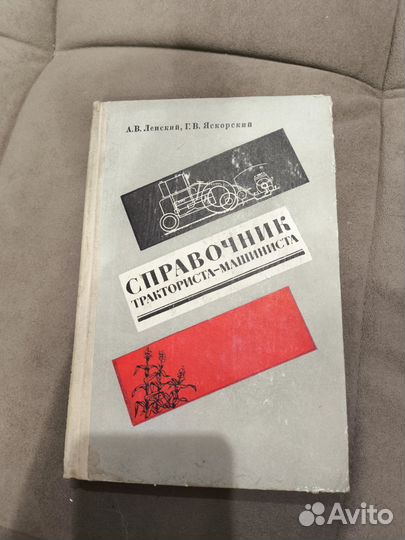 А.В. Ленский, Г.В. Яскорский
СПРАВОЧНИК
ТРАКТОРИСТА-МАШИНИСТА
Avito